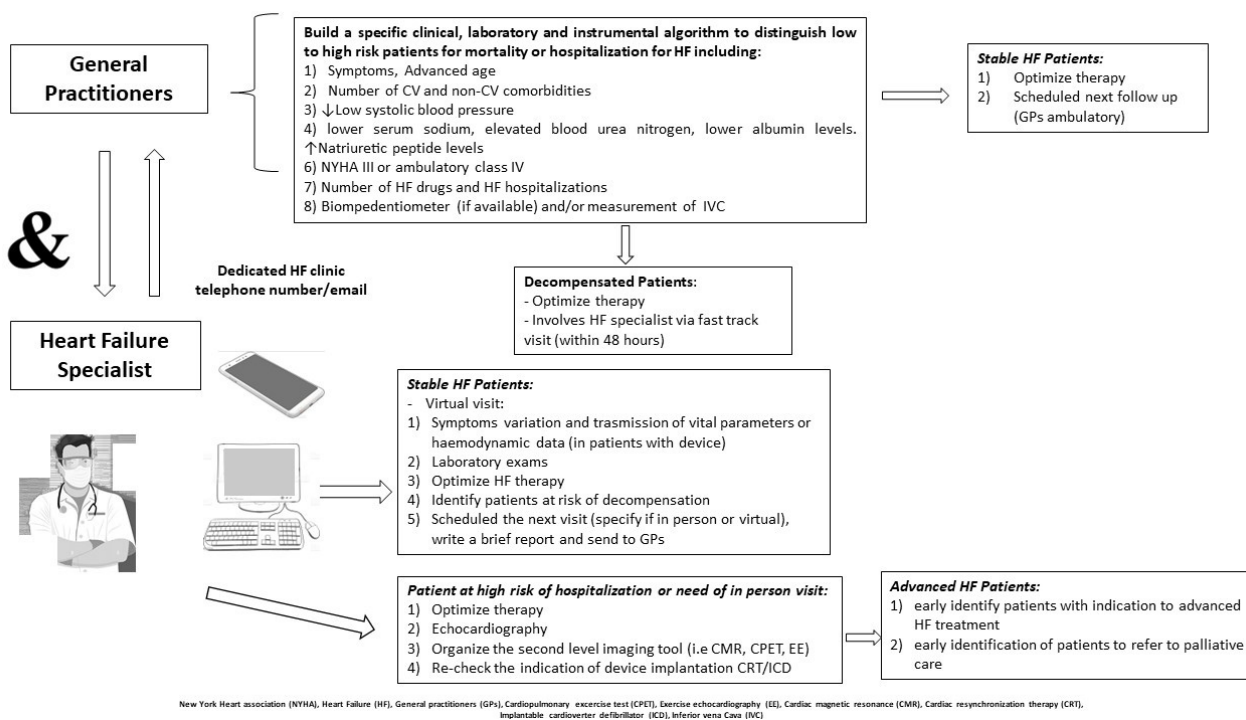 General
Practitioners
Build a specific clinical, laboratory and instrumental algorithm to distinguish low
to high risk patients for mortality or hospitalization for HF including:
1) Symptoms, Advanced age
2) Number of CV and non-CV comorbidities
3) ↓Low systolic blood pressure
4) lower serum sodium, elevated blood urea nitrogen, lower albumin levels.
↑Natriuretic peptide levels
6) NYHA III or ambulatory class IV
7) Number of HF drugs and HF hospitalizations
8) Biompedentiometer (if available) and/or measurement of IVC
Stable HF Patients:
1) Optimize therapy
2) Scheduled next follow up
(GPs ambulatory)
&
Dedicated HF clinic
telephone number/email
Decompensated Patients:
- Optimize therapy
- Involves HF specialist via fast track
visit (within 48 hours)
Heart Failure
Specialist
Stable HF Patients:
- Virtual visit:
1) Symptoms variation and trasmission of vital parameters or
haemodynamic data (in patients with device)
2) Laboratory exams
3) Optimize HF therapy
4) Identify patients at risk of decompensation
5) Scheduled the next visit (specify if in person or virtual),
write a brief report and send to GPs
Patient at high risk of hospitalization or need of in person visit:
1) Optimize therapy
2) Echocardiography
3) Organize the second level imaging tool (i.e CMR, CPET, EE)
4) Re-check the indication of device implantation CRT/ICD
Advanced HF Patients:
1) early identify patients with indication to advanced
HF treatment
2) early identification of patients to refer to palliative
care
New York Heart association (NYHA), Heart Failure (HF), General practitioners (GPs), Cardiopulmonary excercise test (CPET), Exercise echocardiography (EE), Cardiac magnetic resonance (CMR), Cardiac resynchronization therapy (CRT),
Implantable cardioverter defibrillator (ICD), Inferior vena Cava (IVC)